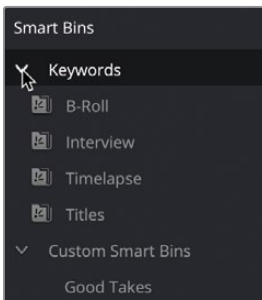 Smart Bins
Keywords
B-Roll
Interview
Timelapse
Titles
Custom Smart Bins
Good Takes